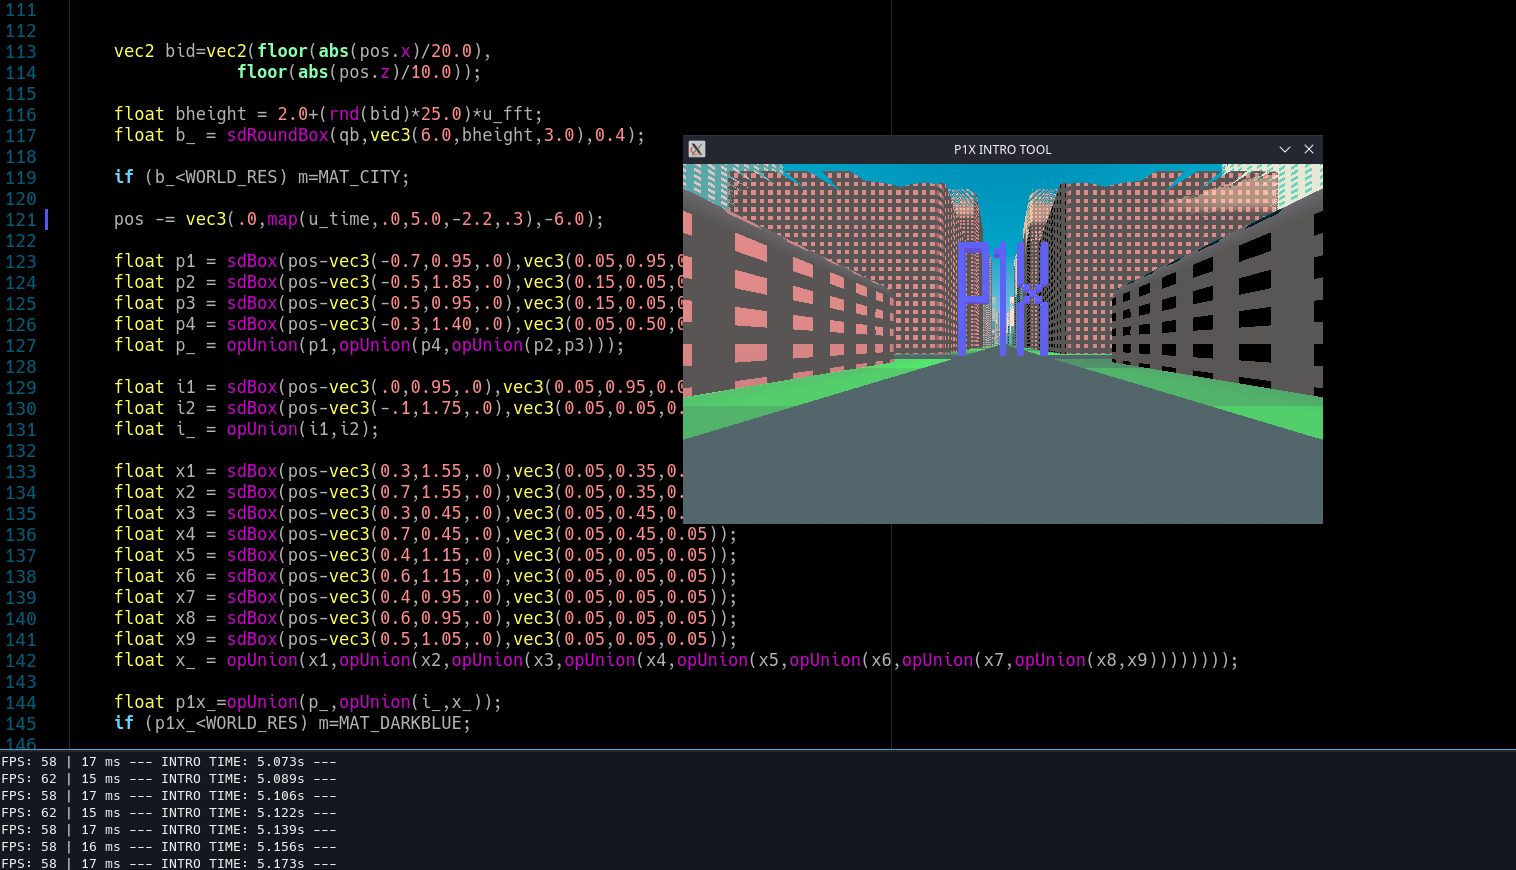 111
112
113 vec2 bid=vec2(floor(abs(pos.x)/20.0),
114 floor(abs(pos.z)/10.0));
115
116 float bheight = 2.0+(rnd(bid)*25.0)*u_fft;
117 float b_ = sdRoundBox(qb,vec3(6.0,bheight,3.0),0.4);
118
119 if (b_<WORLD_RES) m=MAT_CITY;
120
121 pos -= vec3(.0,map(u_time,.0,5.0,-2.2,.3),-6.0);
122
123 float p1 = sdBox(pos-vec3(-0.7,0.95,.0),vec3(0.05,0.95,0
124 float p2 = sdBox(pos-vec3(-0.5,1.85,.0),vec3(0.15,0.05,0
125 float p3 = sdBox(pos-vec3(-0.5,0.95,.0),vec3(0.15,0.05,0
126 float p4 = sdBox(pos-vec3(-0.3,1.40,.0),vec3(0.05,0.50,0
127 float p_ = opUnion(p1,opUnion(p4,opUnion(p2,p3)));
128
129 float i1 = sdBox(pos-vec3(.0,0.95,.0),vec3(0.05,0.95,0.0
130 float i2 = sdBox(pos-vec3(-.1,1.75,.0),vec3(0.05,0.05,0.
131 float i_ = opUnion(i1,i2);
132
133 float x1 = sdBox(pos-vec3(0.3,1.55,.0),vec3(0.05,0.35,0.
134 float x2 = sdBox(pos-vec3(0.7,1.55,.0),vec3(0.05,0.35,0.
135 float x3 = sdBox(pos-vec3(0.3,0.45,.0),vec3(0.05,0.45,0.
136 float x4 = sdBox(pos-vec3(0.7,0.45,.0),vec3(0.05,0.45,0.05));
137 float x5 = sdBox(pos-vec3(0.4,1.15,.0),vec3(0.05,0.05,0.05));
138 float x6 = sdBox(pos-vec3(0.6,1.15,.0),vec3(0.05,0.05,0.05));
139 float x7 = sdBox(pos-vec3(0.4,0.95,.0),vec3(0.05,0.05,0.05));
140 float x8 = sdBox(pos-vec3(0.6,0.95,.0),vec3(0.05,0.05,0.05));
141 float x9 = sdBox(pos-vec3(0.5,1.05,.0),vec3(0.05,0.05,0.05));
142 float x_ = opUnion(x1,opUnion(x2,opUnion(x3,opUnion(x4,opUnion(x5,opUnion(x6,opUnion(x7,opUnion(x8,x9))))))));
143
144 float p1x_=opUnion(p_,opUnion(i_,x_));
145 if (p1x_<WORLD_RES) m=MAT_DARKBLUE;
146
P1X INTRO TOOL
P1X
FPS: 58 | 17 ms --- INTRO TIME: 5.073s ---
FPS: 62 | 15 ms --- INTRO TIME: 5.089s ---
FPS: 58 | 17 ms --- INTRO TIME: 5.106s ---
FPS: 62 | 15 ms --- INTRO TIME: 5.122s ---
FPS: 58 | 17 ms --- INTRO TIME: 5.139s ---
FPS: 58 | 16 ms --- INTRO TIME: 5.156s ---
FPS: 58 | 17 ms --- INTRO TIME: 5.173s ---